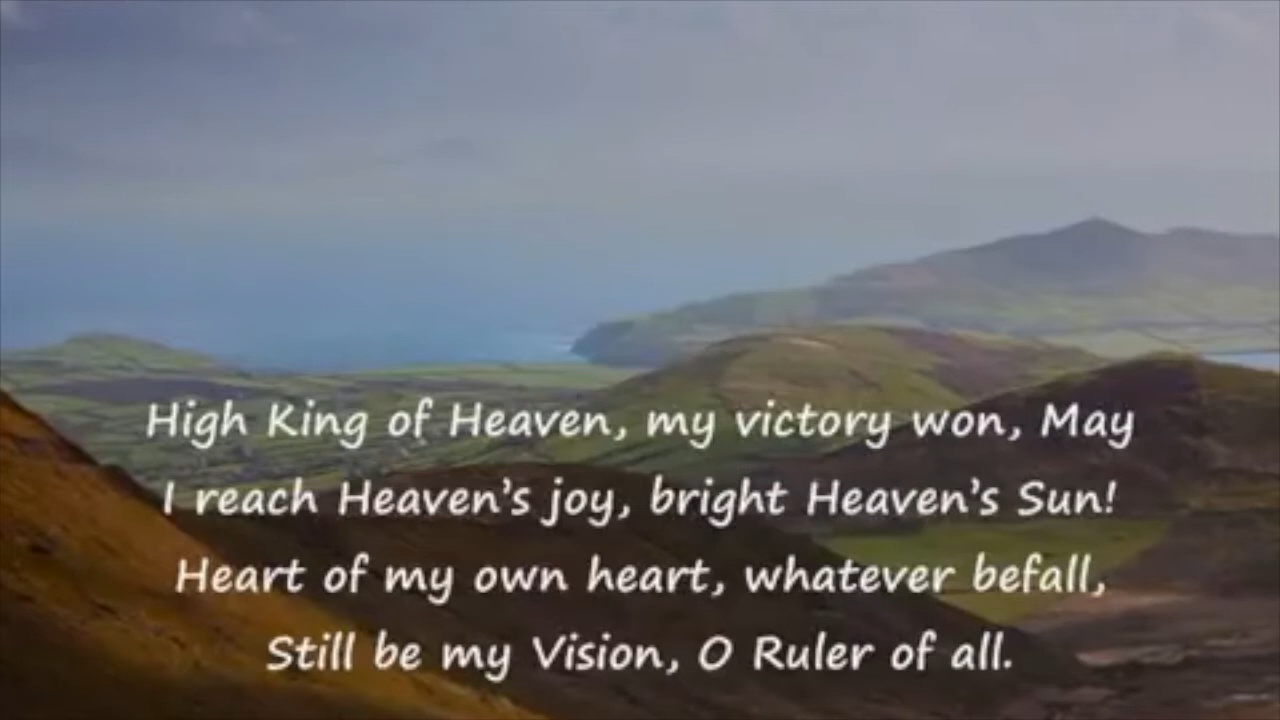 High King of Heaven, my victory won, May
I reach Heaven's joy, bright Heaven's Sun!
Heart of my own heart, whatever befall,
Still be my Vision, O Ruler of all.